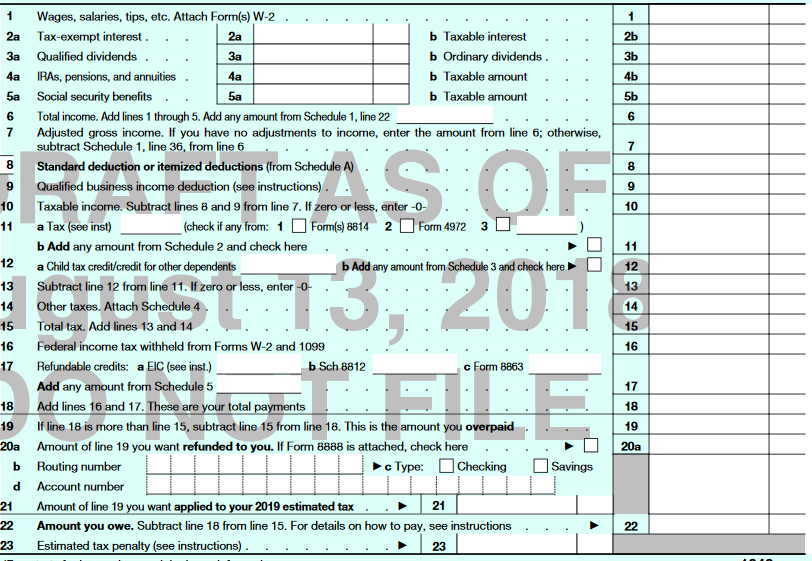 1 Wages, salaries, tips, etc. Attach Form(s) W-2 . . . . . . . . . . . . . . . 1
2a Tax-exempt interest . . . 2a b Taxable interest . . . 2b
3a Qualified dividends . . . 3a b Ordinary dividends . . . . 3b
4a IRAs, pensions, and annuities . 4a b Taxable amount . . . 4b
5a Social security benefits . . 5a b Taxable amount . . . 5b
6 Total income. Add lines 1 through 5. Add any amount from Schedule 1, line 22 . . . . . 6
7 Adjusted gross income. If you have no adjustments to income, enter the amount from line 6; otherwise,
subtract Schedule 1, line 36, from line 6 . . . . . . . . . . . . . . . . 7
8 Standard deduction or itemized deductions (from Schedule A) . . . . . . . . . . . 8
9 Qualified business income deduction (see instructions) . . . . . . . . . . . . . 9
10 Taxable income. Subtract lines 8 and 9 from line 7. If zero or less, enter -0- . . . . . . . 10
11 a Tax (see inst) (check if any from: 1 Form(s) 8814 2 Form 4972 3 )
b Add any amount from Schedule 2 and check here . . . . . . . . . . . ▶ 11
12 a Child tax credit/credit for other dependents b Add any amount from Schedule 3 and check here ▶ 12
13 Subtract line 12 from line 11. If zero or less, enter -0- . . . . . . . . . . . . 13
14 Other taxes. Attach Schedule 4 . . . . . . . . . . . . . . . . . . 14
15 Total tax. Add lines 13 and 14 . . . . . . . . . . . . . . . . . . 15
16 Federal income tax withheld from Forms W-2 and 1099 . . . . . . . . . . . . 16
17 Refundable credits: a EIC (see inst.) b Sch 8812 c Form 8863
Add any amount from Schedule 5 . . . . . . . . . . . . . . 17
18 Add lines 16 and 17. These are your total payments . . . . . . . . . . . . . 18
19 If line 18 is more than line 15, subtract line 15 from line 18. This is the amount you overpaid . . . . 19
20a Amount of line 19 you want refunded to you. If Form 8888 is attached, check here . . . . ▶ 20a
b Routing number ▶ c Type: Checking Savings
d Account number
21 Amount of line 19 you want applied to your 2019 estimated tax . . ▶ 21
22 Amount you owe. Subtract line 18 from line 15. For details on how to pay, see instructions . . . ▶ 22
23 Estimated tax penalty (see instructions) . . . . . . . . ▶ 23
DRAFT AS OF
August 13, 2018
DO NOT FILE